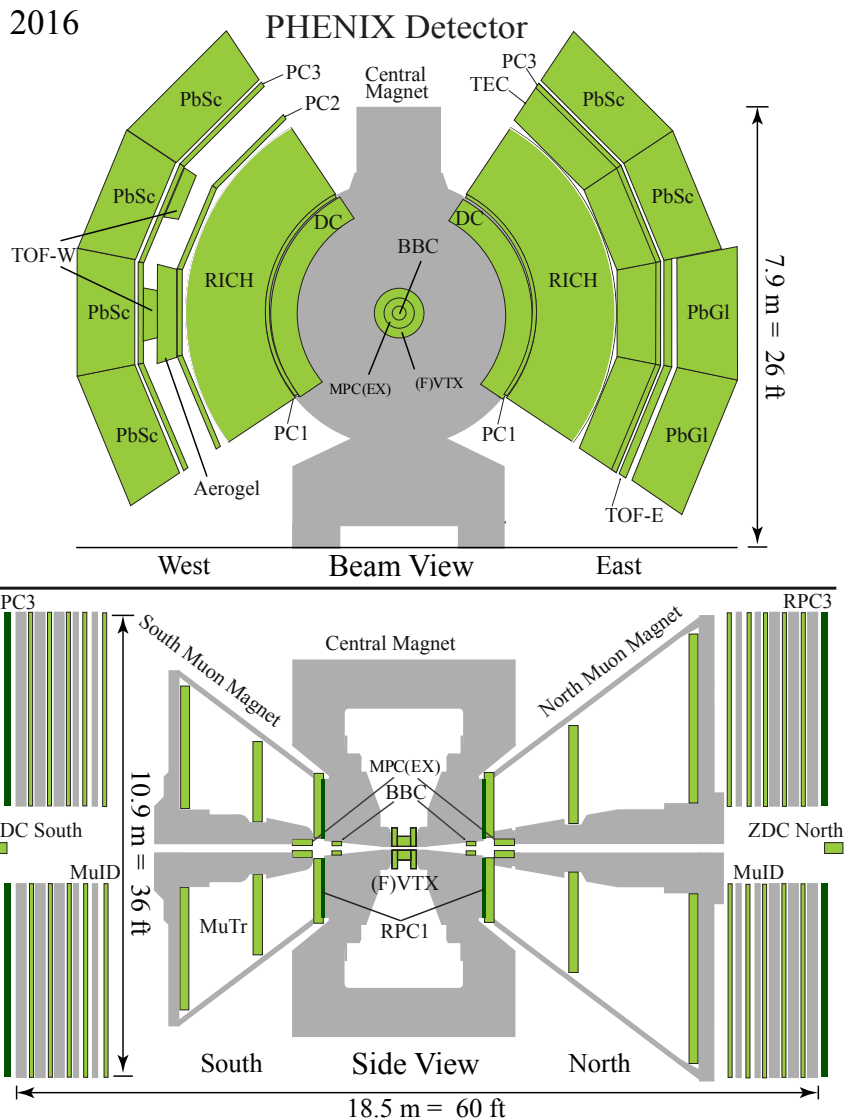 2016
PHENIX Detector
Central
Magnet
PC3
PC2
PC3
TEC
PbSc
PbSc
PbSc
PbSc
TOF-W
DC
DC
BBC
RICH
RICH
PbSc
PbGl
MPC(EX)
(F)VTX
7.9 m = 26 ft
PbSc
PC1
PC1
PbGl
Aerogel
TOF-E
West
Beam View
East
PC3
RPC3
South Muon Magnet
Central Magnet
North Muon Magnet
MPC(EX)
BBC
10.9 m = 36 ft
DC South
ZDC North
MuID
MuID
(F)VTX
MuTr
RPC1
South
Side View
North
18.5 m = 60 ft